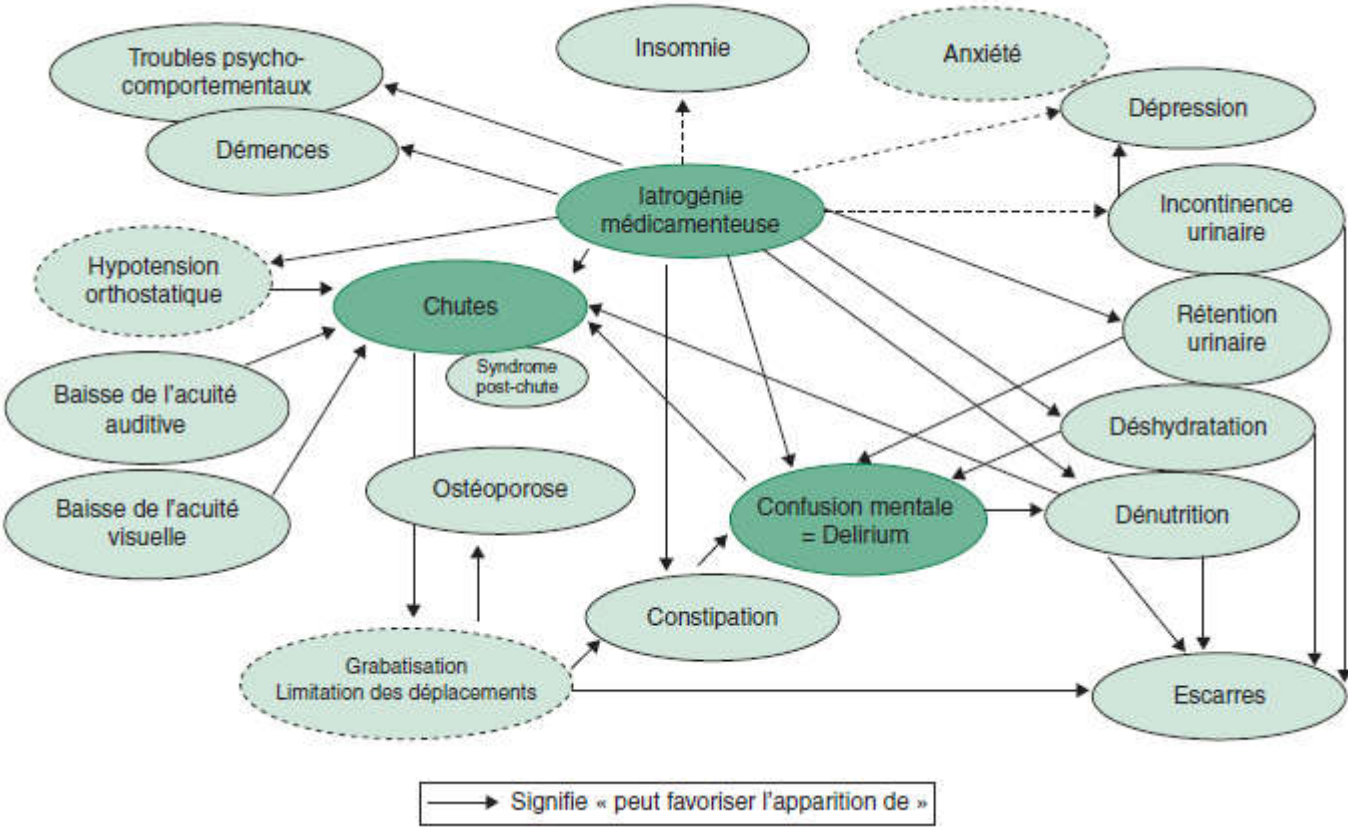 Troubles psycho-
comportementaux
Démences
Insomnie
Anxiété
Dépression
Iatrogénie
médicamenteuse
Incontinence
urinaire
Hypotension
orthostatique
Chutes
Syndrome
post-chute
Rétention
urinaire
Baisse de l'acuité
auditive
Déshydratation
Baisse de l'acuité
visuelle
Ostéoporose
Confusion mentale
= Delirium
Dénutrition
Constipation
Grabatisation
Limitation des déplacements
Escarres
Signifie « peut favoriser l'apparition de »